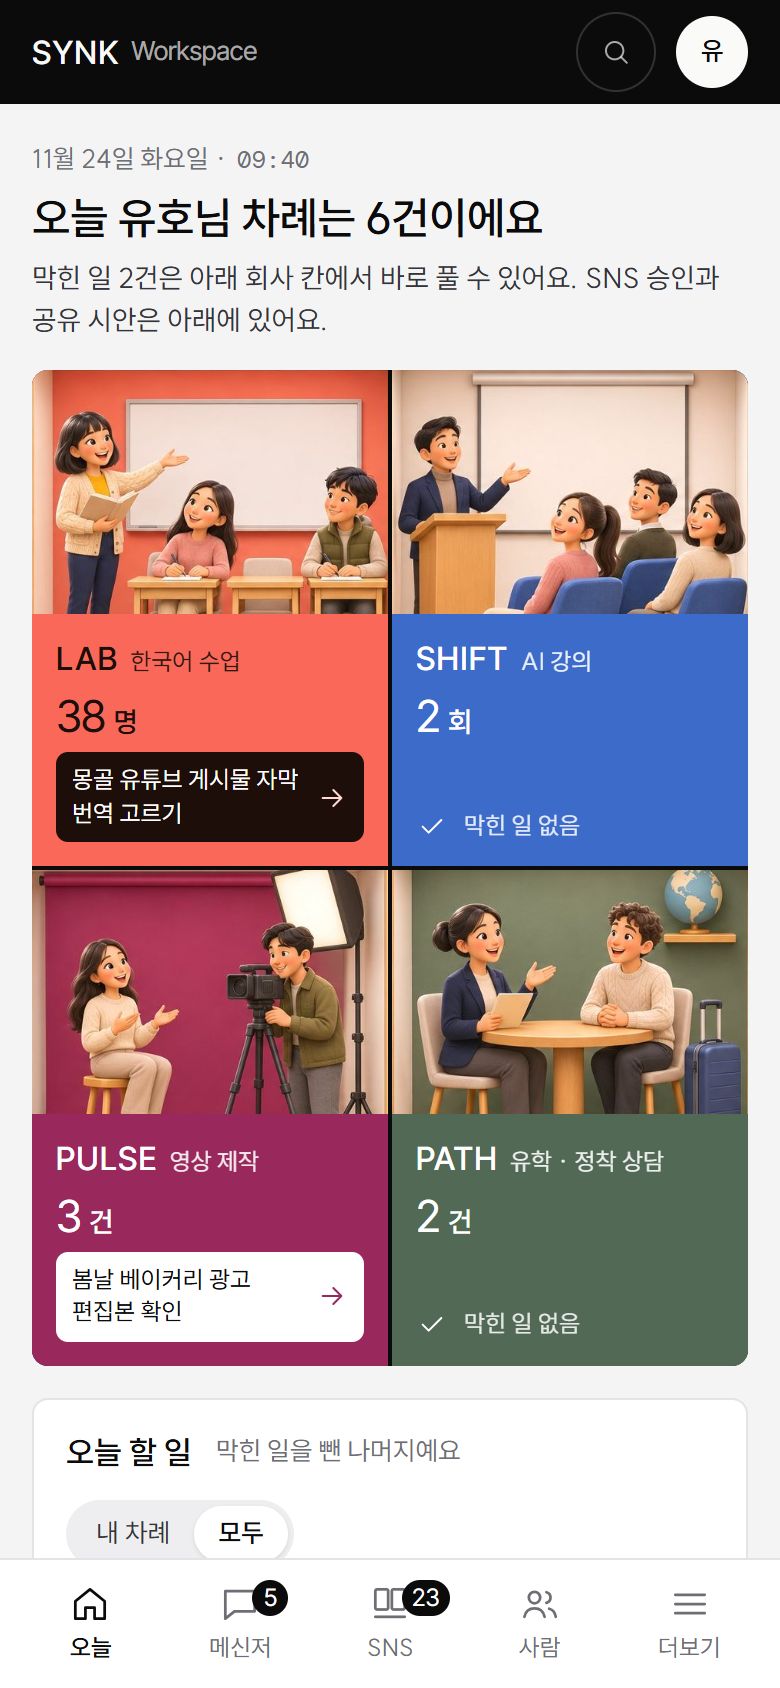 SYNK Workspace
유
11월 24일 화요일 · 09:40
오늘 유호님 차례는 6건이에요
막힌 일 2건은 아래 회사 칸에서 바로 풀 수 있어요. SNS 승인과
공유 시안은 아래에 있어요.
LAB 한국어 수업
38 명
몽골 유튜브 게시물 자막
번역 고르기
SHIFT AI 강의
2 회
막힌 일 없음
PULSE 영상 제작
3 건
봄날 베이커리 광고
편집본 확인
PATH 유학 · 정착 상담
2 건
막힌 일 없음
오늘 할 일 막힌 일을 뺀 나머지예요
내 차례 모두
5
23
오늘 메신저 SNS 사람 더보기